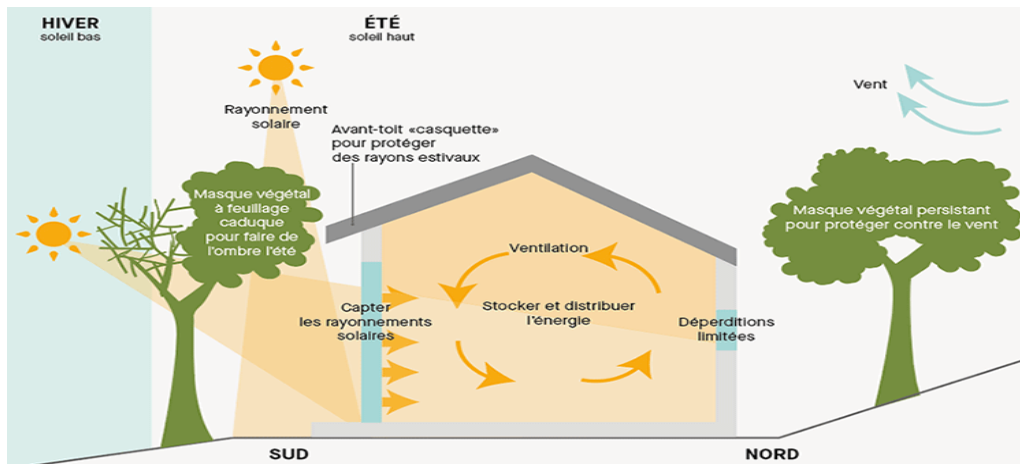 HIVER
soleil bas
ÉTÉ
soleil haut
Rayonnement
solaire
Avant-toit «casquette»
pour protéger
des rayons estivaux
Vent
Masque végétal
à feuillage
caduque
pour faire de
l'ombre l'été
Masque végétal persistant
pour protéger contre le vent
Ventilation
Capter
les rayonnements
solaires
Stocker et distribuer
l'énergie
Déperditions
limitées
SUD
NORD